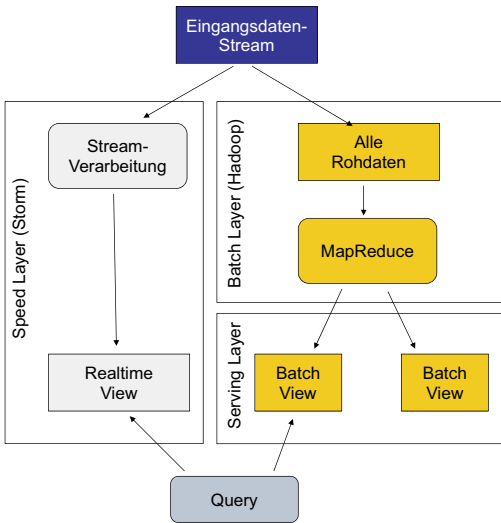 Eingangsdaten-
Stream
Speed Layer (Storm)
Stream-
Verarbeitung
Realtime
View
Batch Layer (Hadoop)
Alle
Rohdaten
MapReduce
Serving Layer
Batch
View
Batch
View
Query